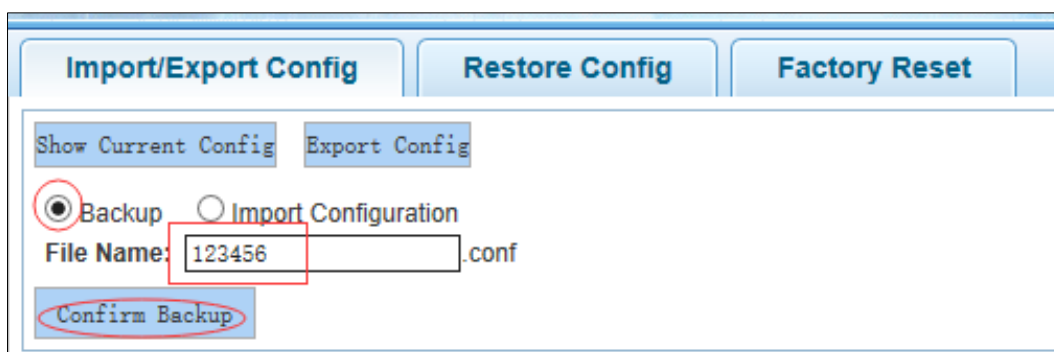 Import/Export Config Restore Config Factory Reset
Show Current Config Export Config
Backup Import Configuration
File Name: 123456 .conf
Confirm Backup